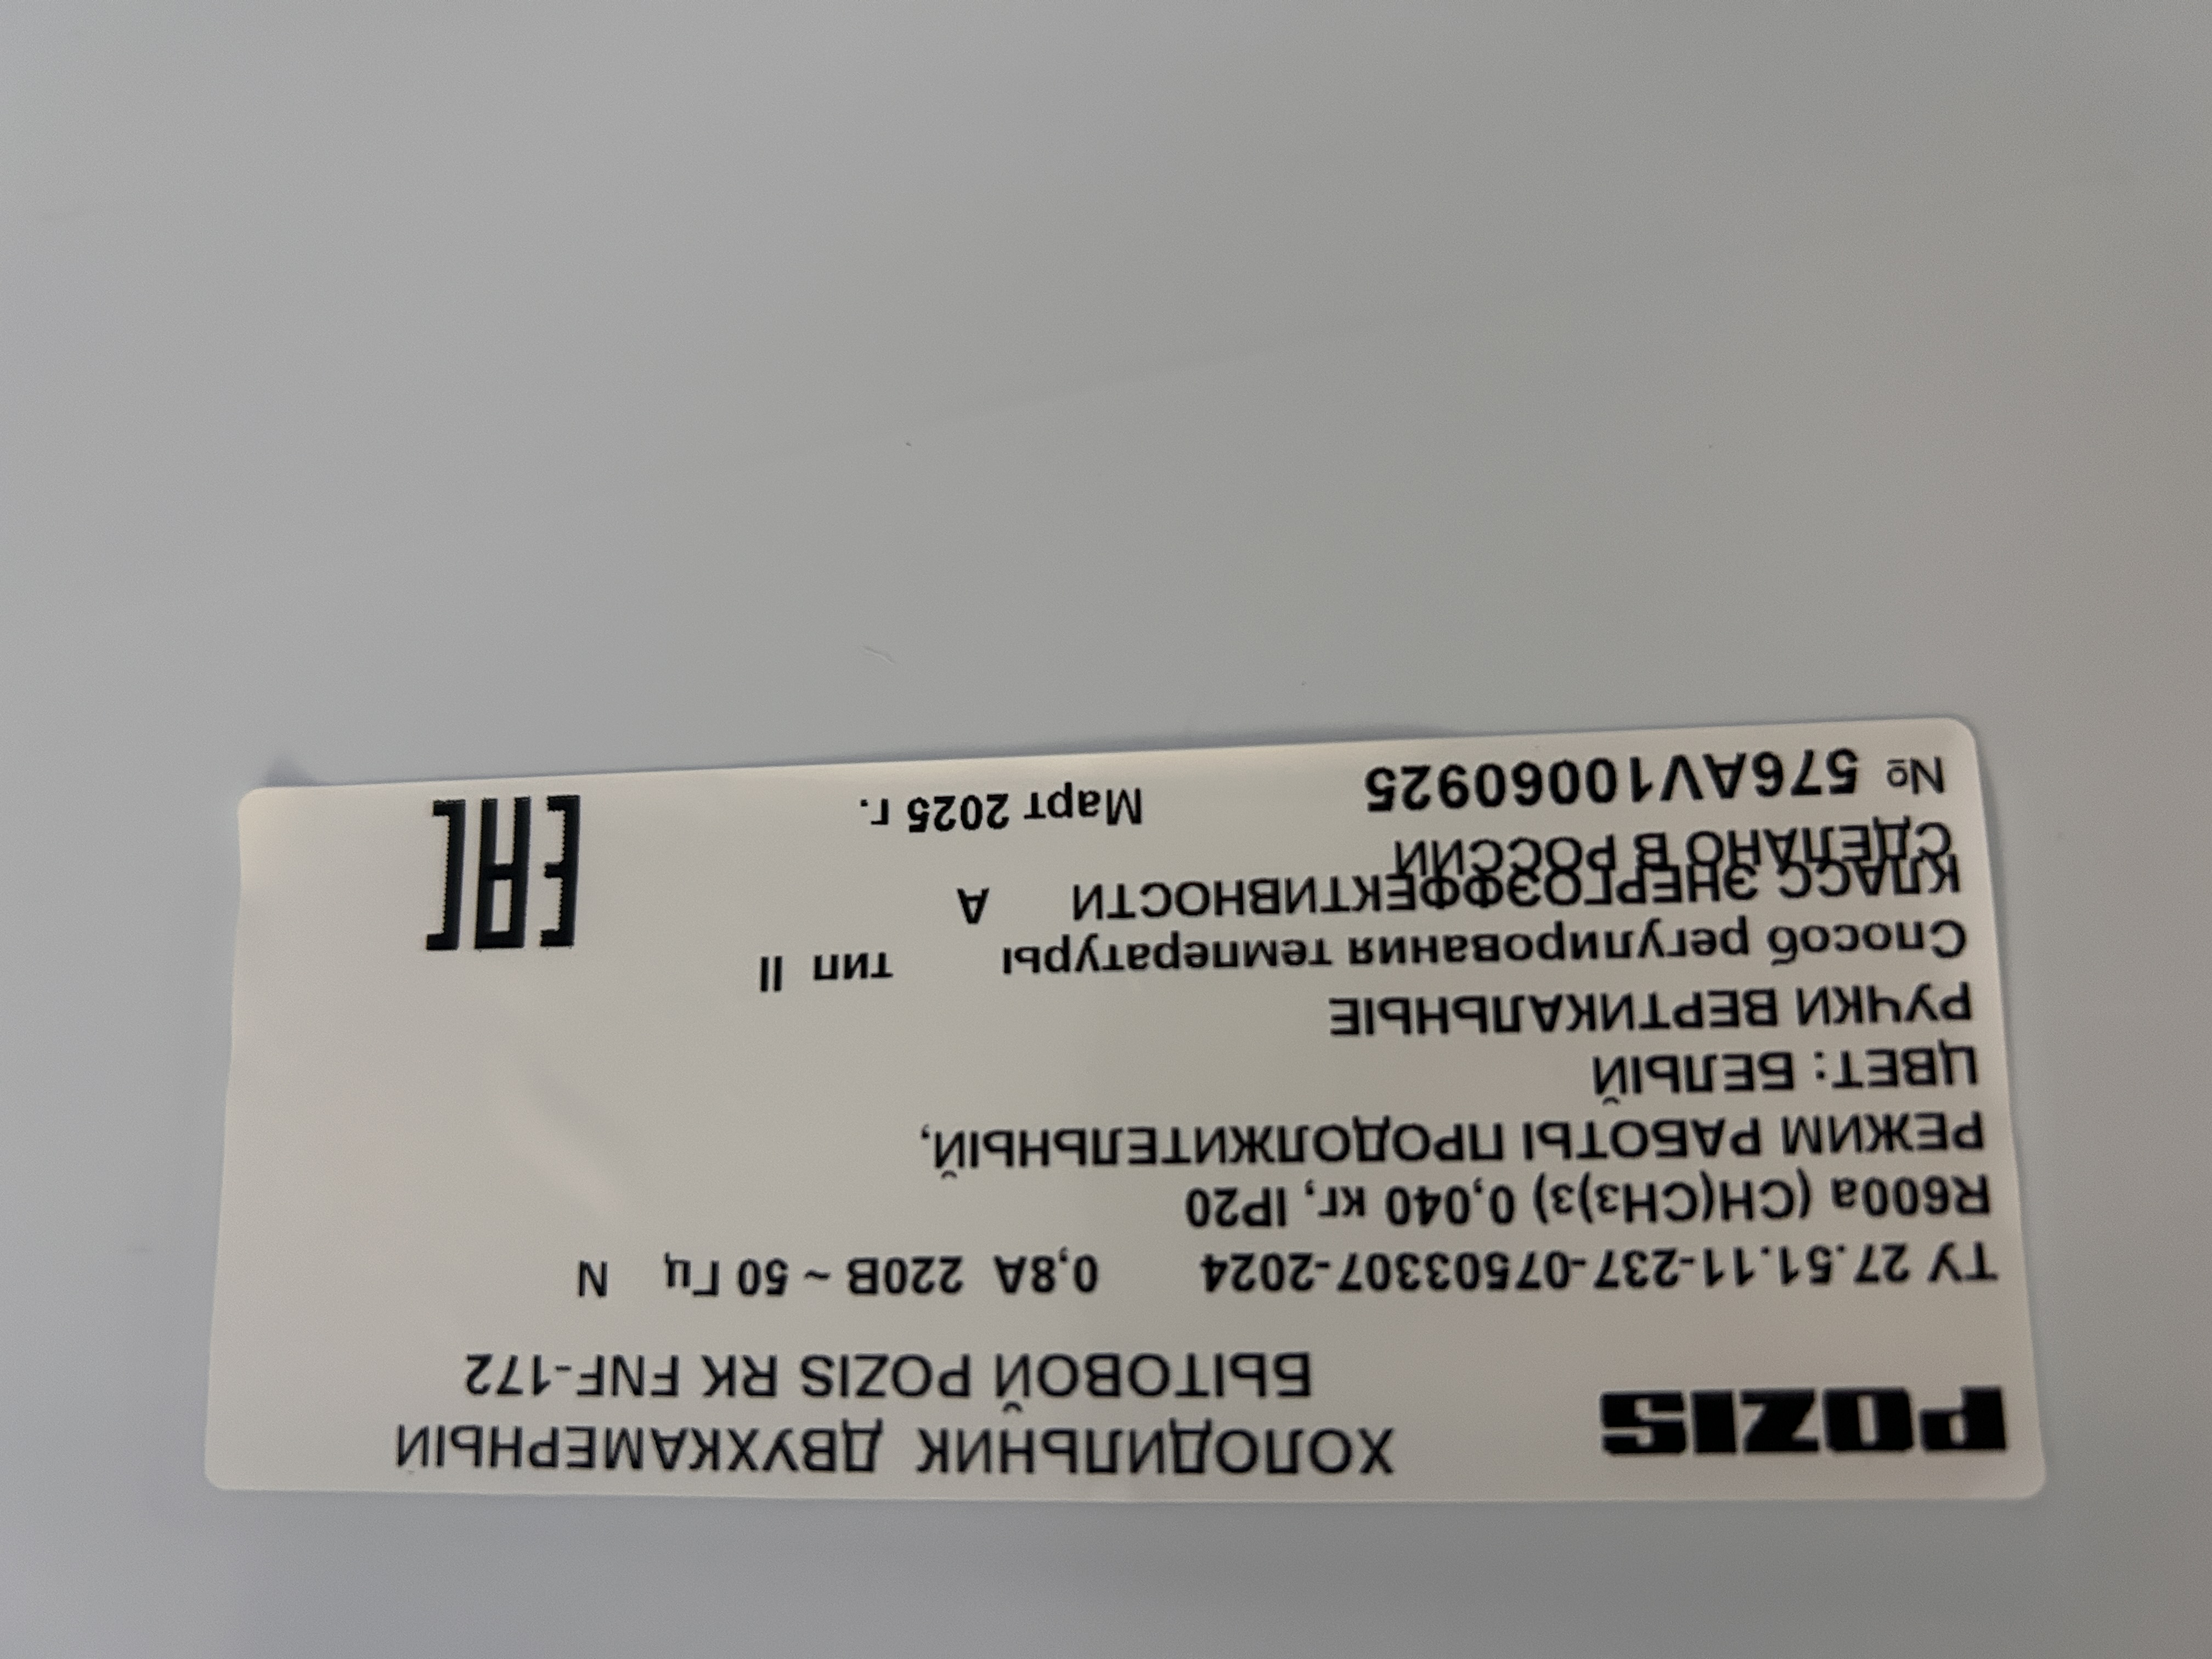 POZIS
ХОЛОДИЛЬНИК ДВУХКАМЕРНЫЙ
БЫТОВОЙ POZIS RK FNF-172
ТУ 27.51.11-237-07503307-2024 0,8А 220В ~ 50 Гц N
R600a (CH(CH3)3) 0,040 кг, IP20
РЕЖИМ РАБОТЫ ПРОДОЛЖИТЕЛЬНЫЙ,
ЦВЕТ: БЕЛЫЙ
РУЧКИ ВЕРТИКАЛЬНЫЕ
Способ регулирования температуры тип II
КЛАСС ЭНЕРГОЭФФЕКТИВНОСТИ А
СДЕЛАНО В РОССИИ
№ 576AV10060925 Март 2025 г.
EAC